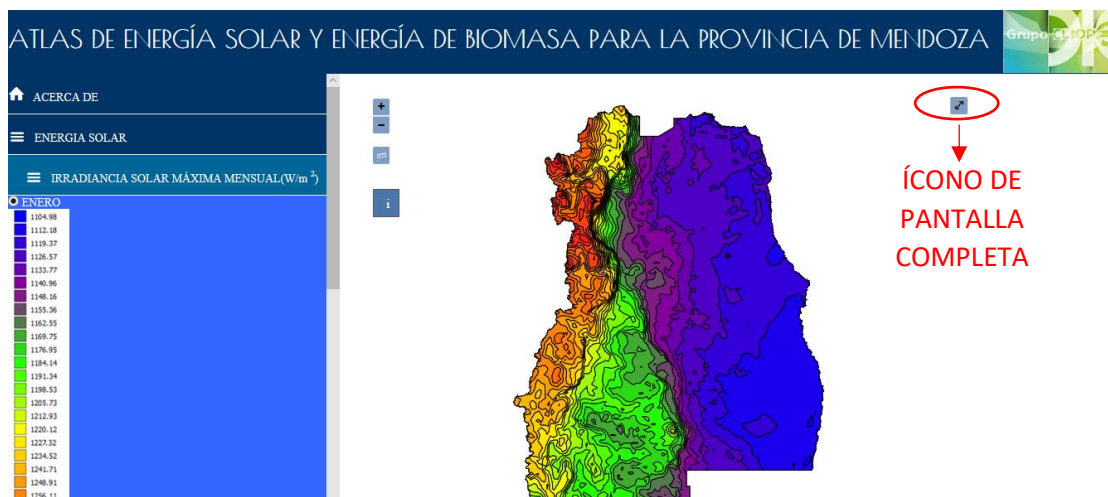 ATLAS DE ENERGÍA SOLAR Y ENERGÍA DE BIOMASA PARA LA PROVINCIA DE MENDOZA
Grupo CLIOPE
ACERCA DE
ENERGIA SOLAR
IRRADIANCIA SOLAR MÁXIMA MENSUAL(W/m ²)
ENERO
1104.98
1112.18
1119.37
1126.57
1133.77
1140.96
1148.16
1155.36
1162.55
1169.75
1176.95
1184.14
1191.34
1198.53
1205.73
1212.93
1220.12
1227.32
1234.52
1241.71
1248.91
1256.11
+
−
i
ÍCONO DE
PANTALLA
COMPLETA